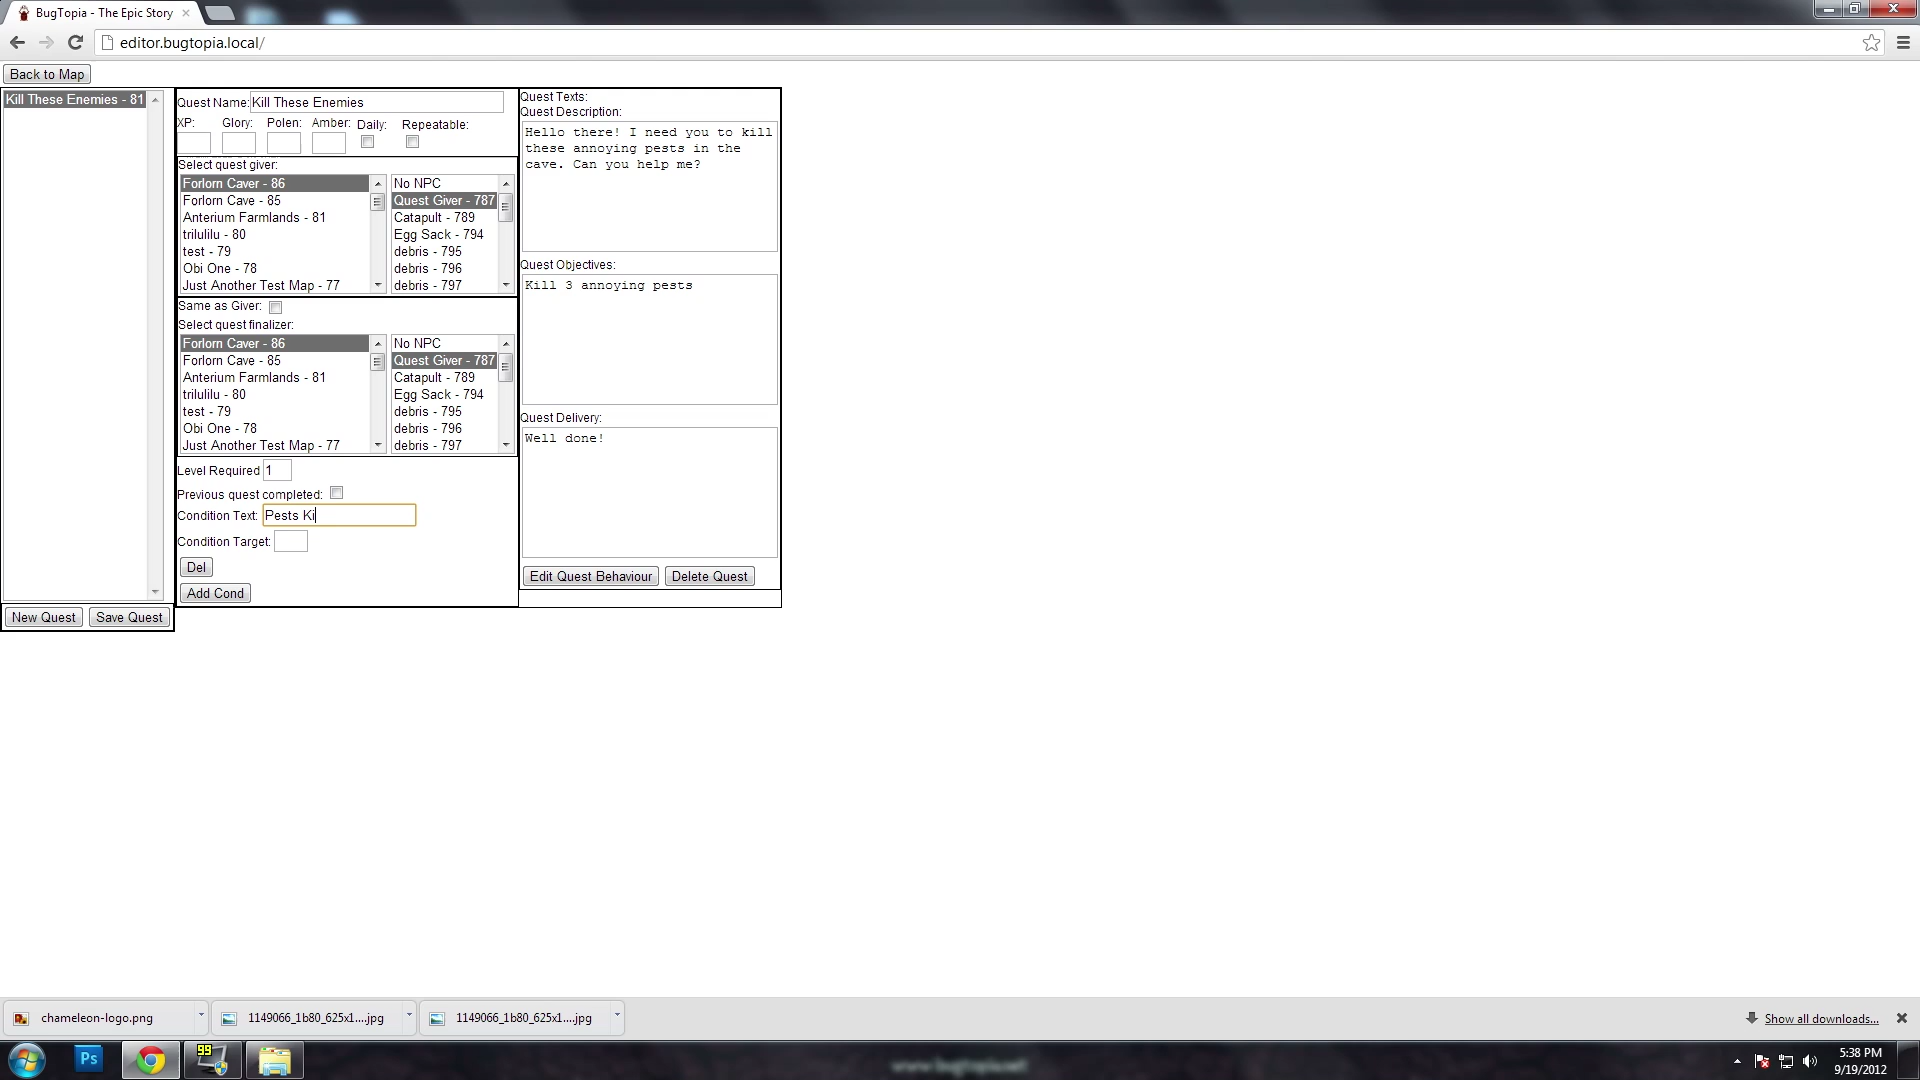 BugTopia - The Epic Story
editor.bugtopia.local/
Back to Map
Kill These Enemies - 81
New Quest
Save Quest
Quest Name: Kill These Enemies
XP: Glory: Polen: Amber: Daily: Repeatable:
Select quest giver:
Forlorn Caver - 86
Forlorn Cave - 85
Anterium Farmlands - 81
trilulilu - 80
test - 79
Obi One - 78
Just Another Test Map - 77
No NPC
Quest Giver - 787
Catapult - 789
Egg Sack - 794
debris - 795
debris - 796
debris - 797
Same as Giver:
Select quest finalizer:
Forlorn Caver - 86
Forlorn Cave - 85
Anterium Farmlands - 81
trilulilu - 80
test - 79
Obi One - 78
Just Another Test Map - 77
No NPC
Quest Giver - 787
Catapult - 789
Egg Sack - 794
debris - 795
debris - 796
debris - 797
Level Required 1
Previous quest completed:
Condition Text: Pests Ki
Condition Target:
Del
Add Cond
Quest Texts:
Quest Description:
Hello there! I need you to kill
these annoying pests in the
cave. Can you help me?
Quest Objectives:
Kill 3 annoying pests
Quest Delivery:
Well done!
Edit Quest Behaviour
Delete Quest
chameleon-logo.png
1149066_1b80_625x1....jpg
1149066_1b80_625x1....jpg
Show all downloads...
Ps
99
www.bugtopia.net
5:38 PM
9/19/2012